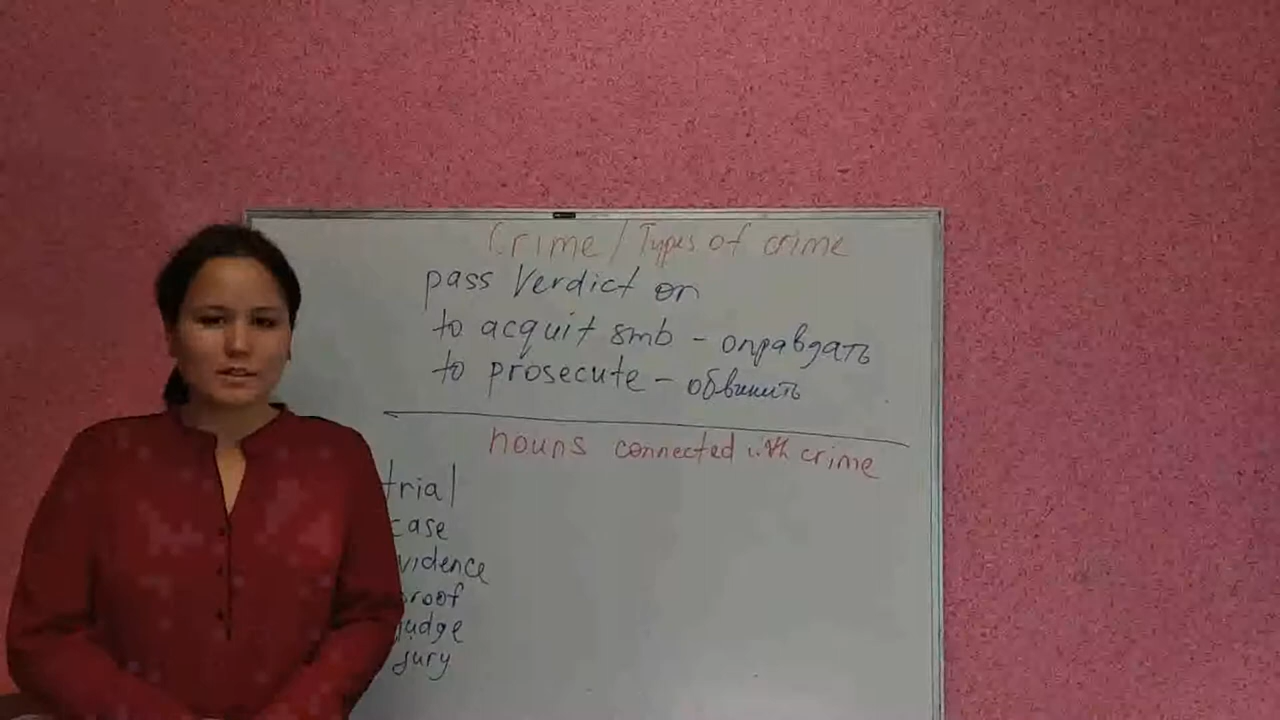 Crime / Types of crime
pass verdict on
to acquit smb - оправдать
to prosecute - обвинить
nouns connected with crime
trial
case
vidence
proof
judge
jury